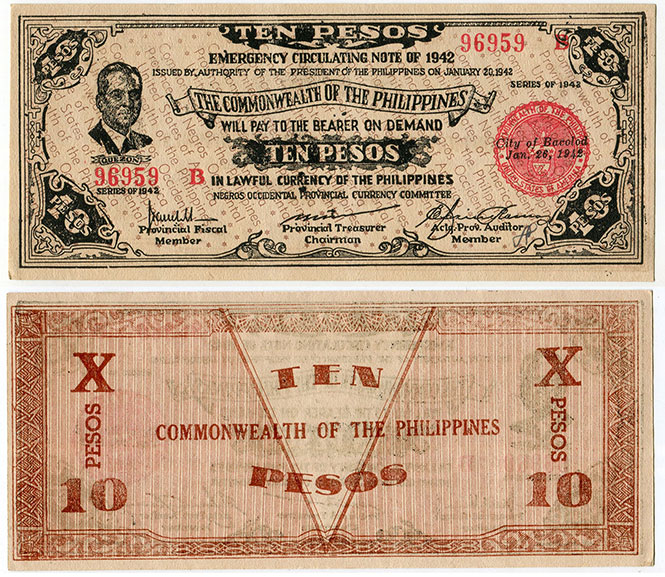 TEN PESOS
96959 B
EMERGENCY CIRCULATING NOTE OF 1942
ISSUED BY AUTHORITY OF THE PRESIDENT OF THE PHILIPPINES ON JANUARY 20, 1942
SERIES OF 1942
THE COMMONWEALTE OF THE PHILIPPINES
WILL PAY TO THE BEARER ON DEMAND
TEN PESOS
City of Bacolod
Jan. 26, 1942
QUEZON
96959 B
SERIES OF 1942
IN LAWFUL CURRENCY OF THE PHILIPPINES
NEGROS OCCIDENTAL PROVINCIAL CURRENCY COMMITTEE
Provincial Fiscal
Member
Provincial Treasurer
Chairman
Actg. Prov. Auditor
Member
X
PESOS
10
TEN
COMMONWEALTH OF THE PHILIPPINES
PESOS
X
PESOS
10